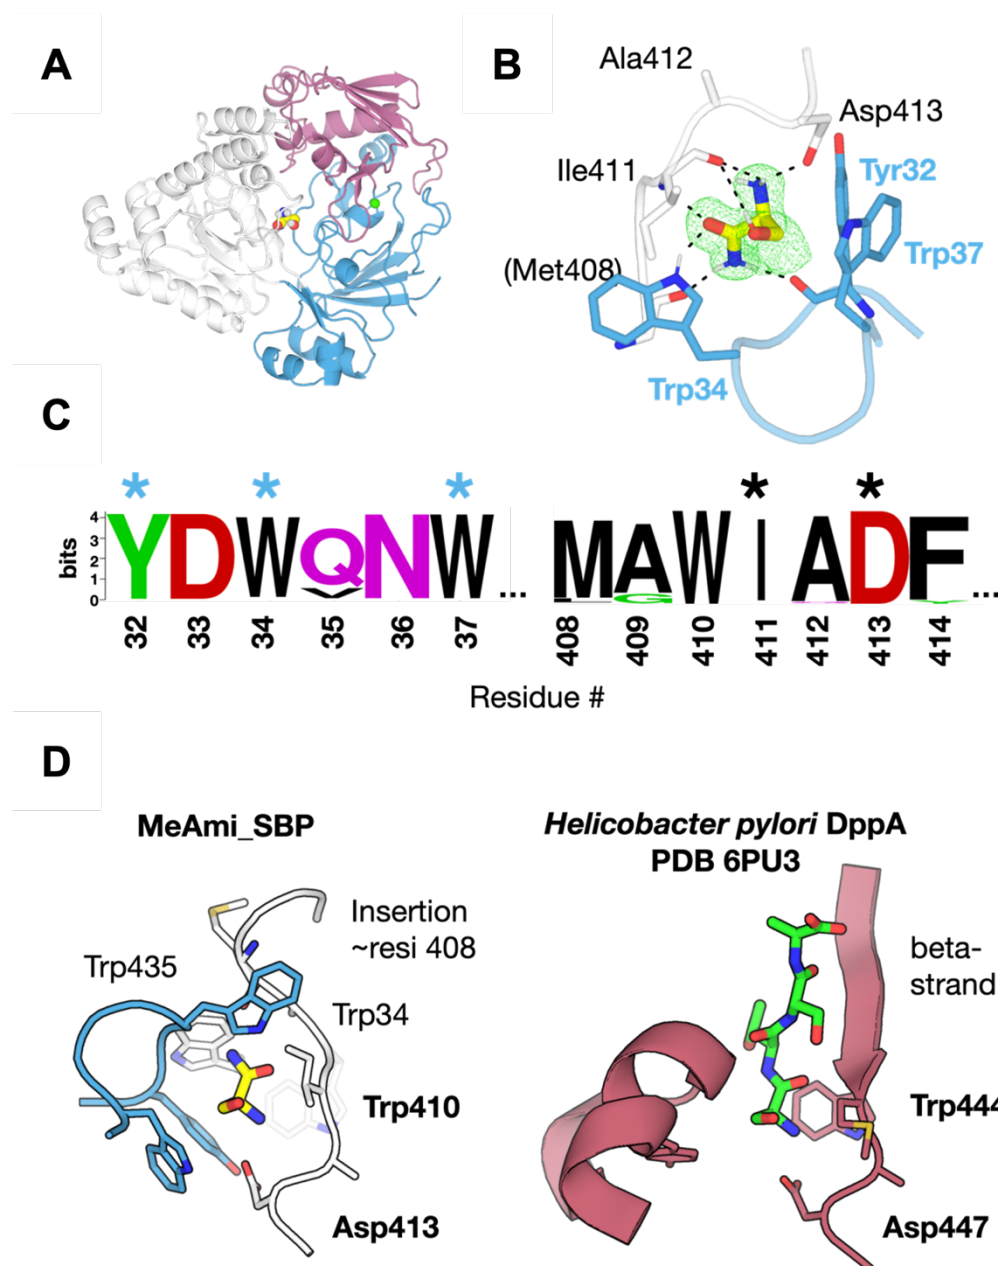 A
B
Ala412
Asp413
Ile411
Tyr32
Trp37
(Met408)
Trp34
C
* * * * *
bits
4
3
2
1
0
Y D W Q N W ... M A W I A D F ...
32 33 34 35 36 37 408 409 410 411 412 413 414
Residue #
D
MeAmi_SBP
Helicobacter pylori DppA
PDB 6PU3
Insertion
~resi 408
Trp435
Trp34
Trp410
Asp413
beta-
strand
Trp444
Asp447